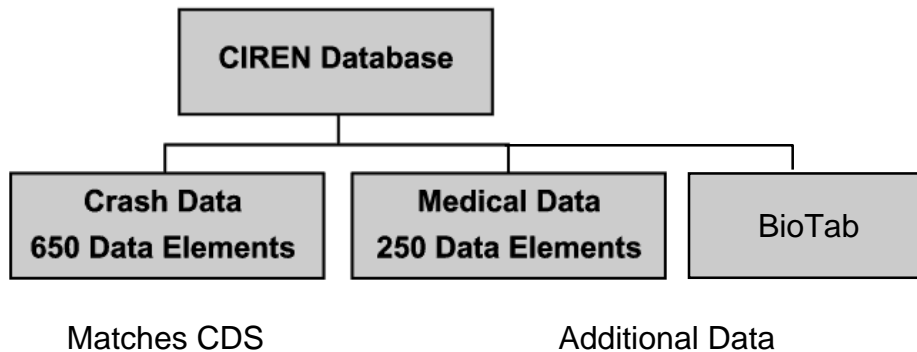 CIREN Database
Crash Data
650 Data Elements
Medical Data
250 Data Elements
BioTab
Matches CDS
Additional Data